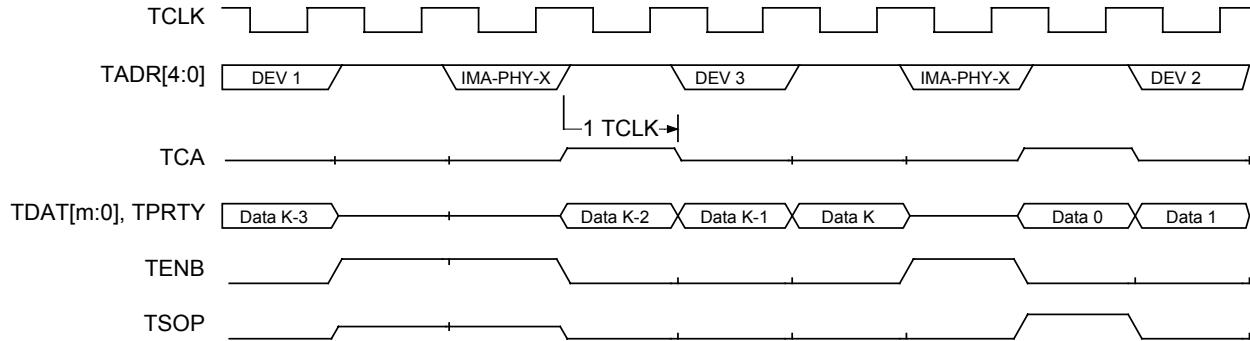 TCLK
TADR[4:0] DEV 1 IMA-PHY-X DEV 3 IMA-PHY-X DEV 2
1 TCLK
TCA
TDAT[m:0], TPRTY Data K-3 Data K-2 Data K-1 Data K Data 0 Data 1
TENB
TSOP